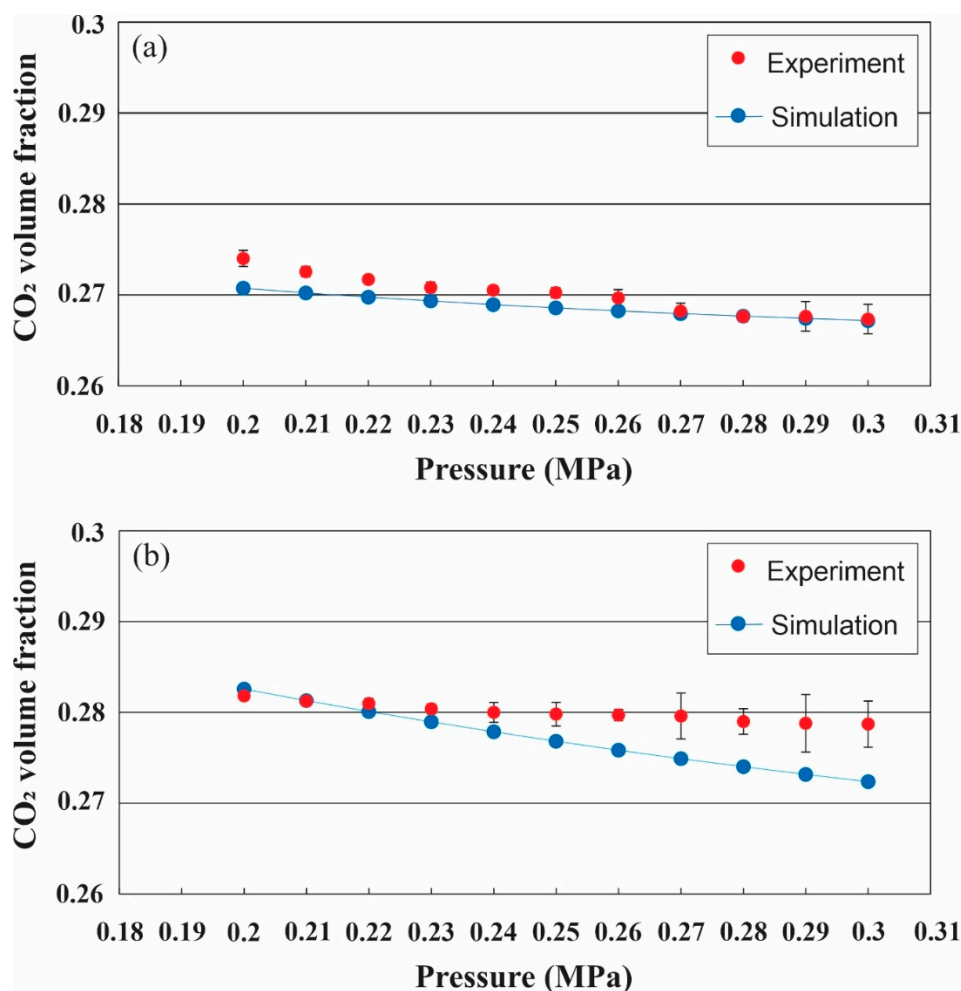 (a)
Experiment
Simulation
CO₂ volume fraction
0.3
0.29
0.28
0.27
0.26
0.18 0.19 0.2 0.21 0.22 0.23 0.24 0.25 0.26 0.27 0.28 0.29 0.3 0.31
Pressure (MPa)
(b)
Experiment
Simulation
CO₂ volume fraction
0.3
0.29
0.28
0.27
0.26
0.18 0.19 0.2 0.21 0.22 0.23 0.24 0.25 0.26 0.27 0.28 0.29 0.3 0.31
Pressure (MPa)